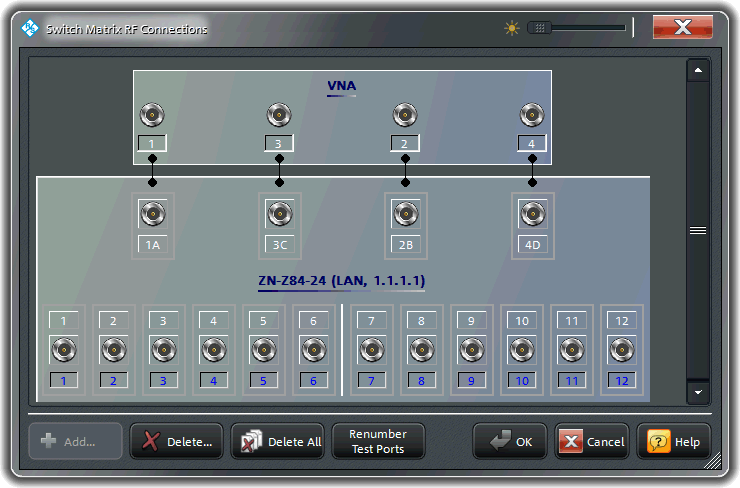 Switch Matrix RF Connections
X
VNA
1 3 2 4
1A 3C 2B 4D
ZN-Z84-24 (LAN, 1.1.1.1)
1 2 3 4 5 6 7 8 9 10 11 12
1 2 3 4 5 6 7 8 9 10 11 12
Add... Delete... Delete All Renumber Test Ports OK Cancel Help